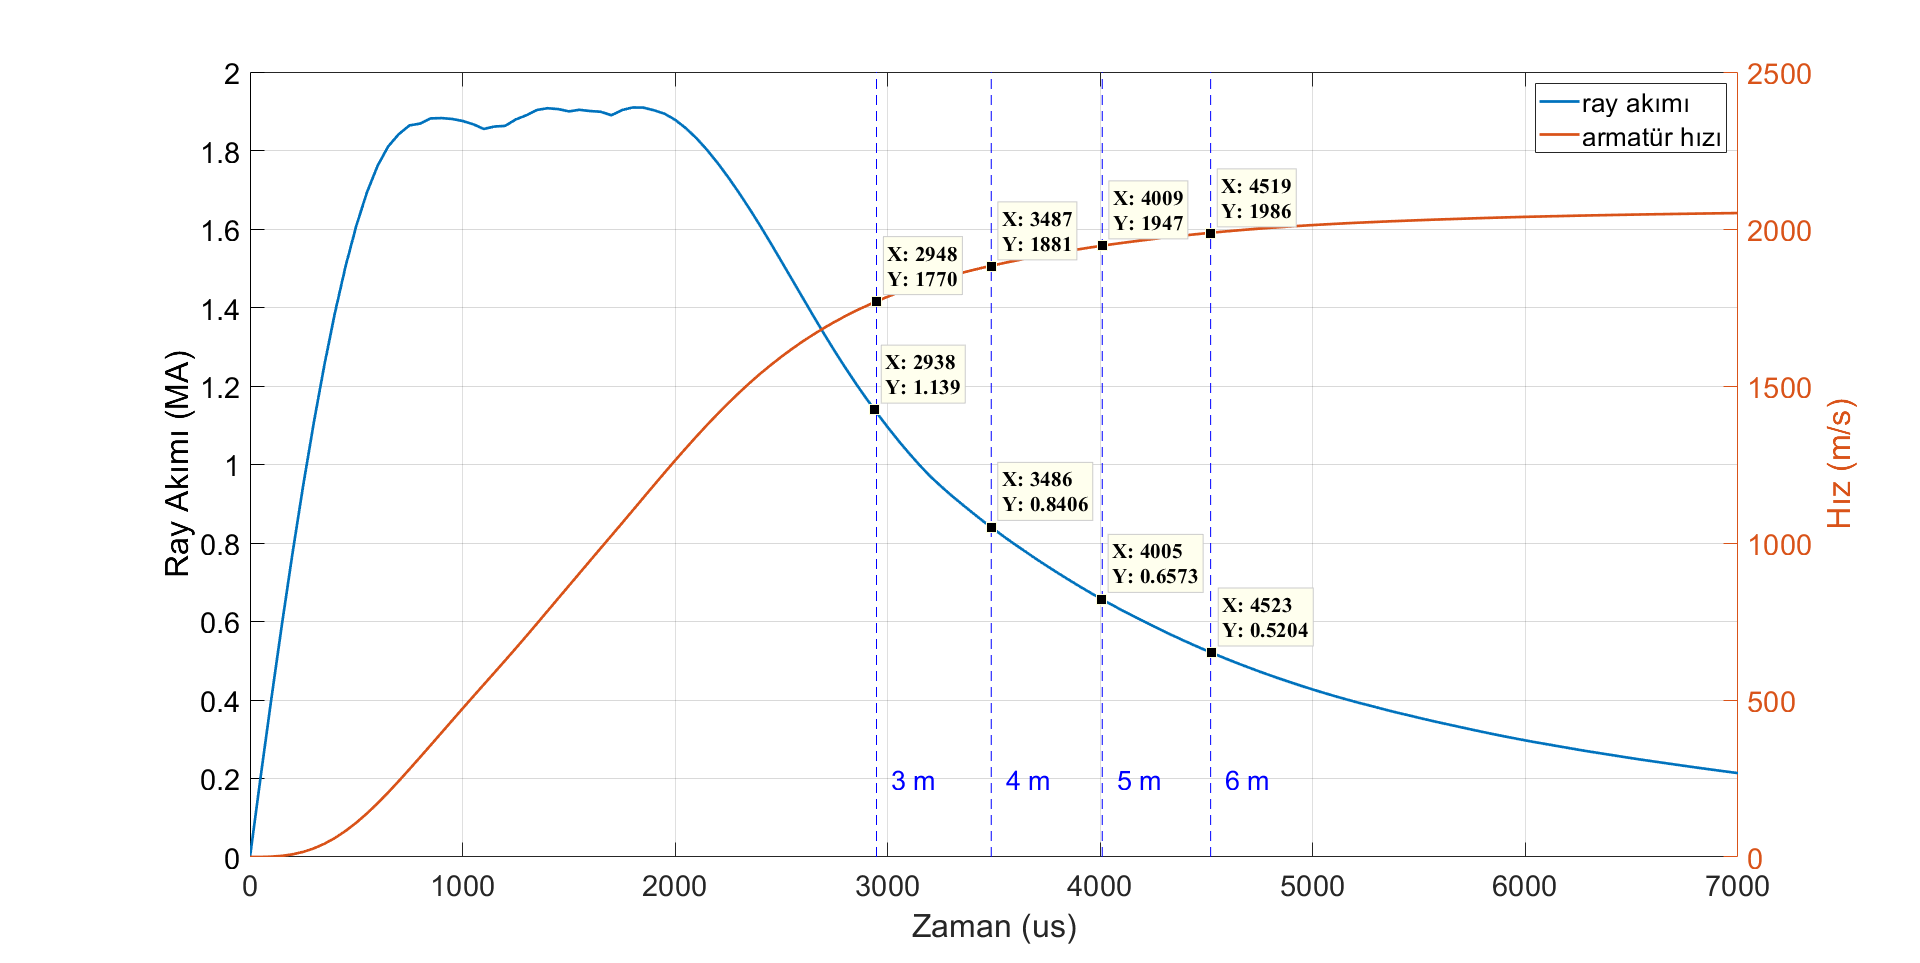 2
1.8
1.6
1.4
1.2
1
0.8
0.6
0.4
0.2
0
Ray Akımı (MA)
2500
2000
1500
1000
500
0
Hız (m/s)
ray akımı
armatür hızı
X: 2948
Y: 1770
X: 3487
Y: 1881
X: 4009
Y: 1947
X: 4519
Y: 1986
X: 2938
Y: 1.139
X: 3486
Y: 0.8406
X: 4005
Y: 0.6573
X: 4523
Y: 0.5204
3 m
4 m
5 m
6 m
0
1000
2000
3000
4000
5000
6000
7000
Zaman (us)